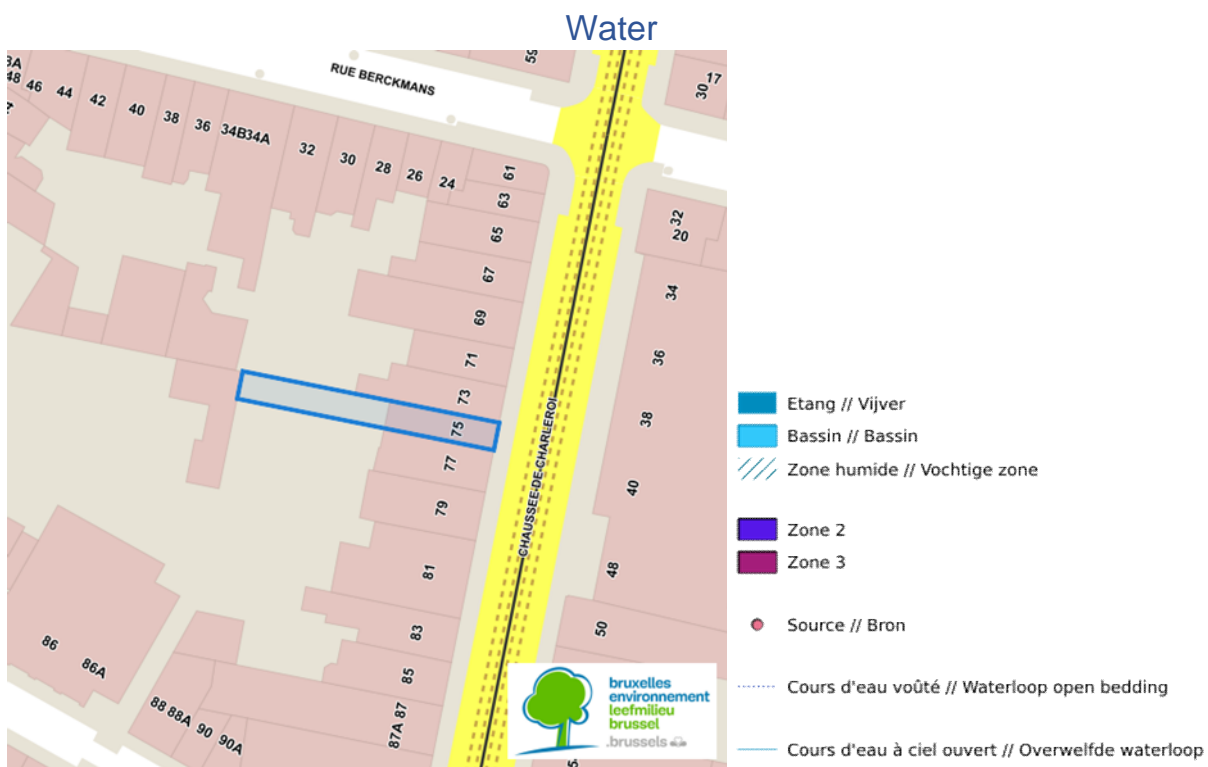 Water
RUE BERCKMANS
59
17
30
48
46
44
42
40
38
36
34B34A
32
30
28
26
24
61
63
65
67
69
71
73
75
77
79
81
83
85
87A 87
32
20
34
36
38
40
48
50
CHAUSSEE-DE-CHARLEROI
86
86A
88 88A 90 90A
bruxelles
environnement
leefmilieu
brussel
.brussels
Etang // Vijver
Bassin // Bassin
Zone humide // Vochtige zone
Zone 2
Zone 3
Source // Bron
Cours d'eau voûté // Waterloop open bedding
Cours d'eau à ciel ouvert // Overwelfde waterloop